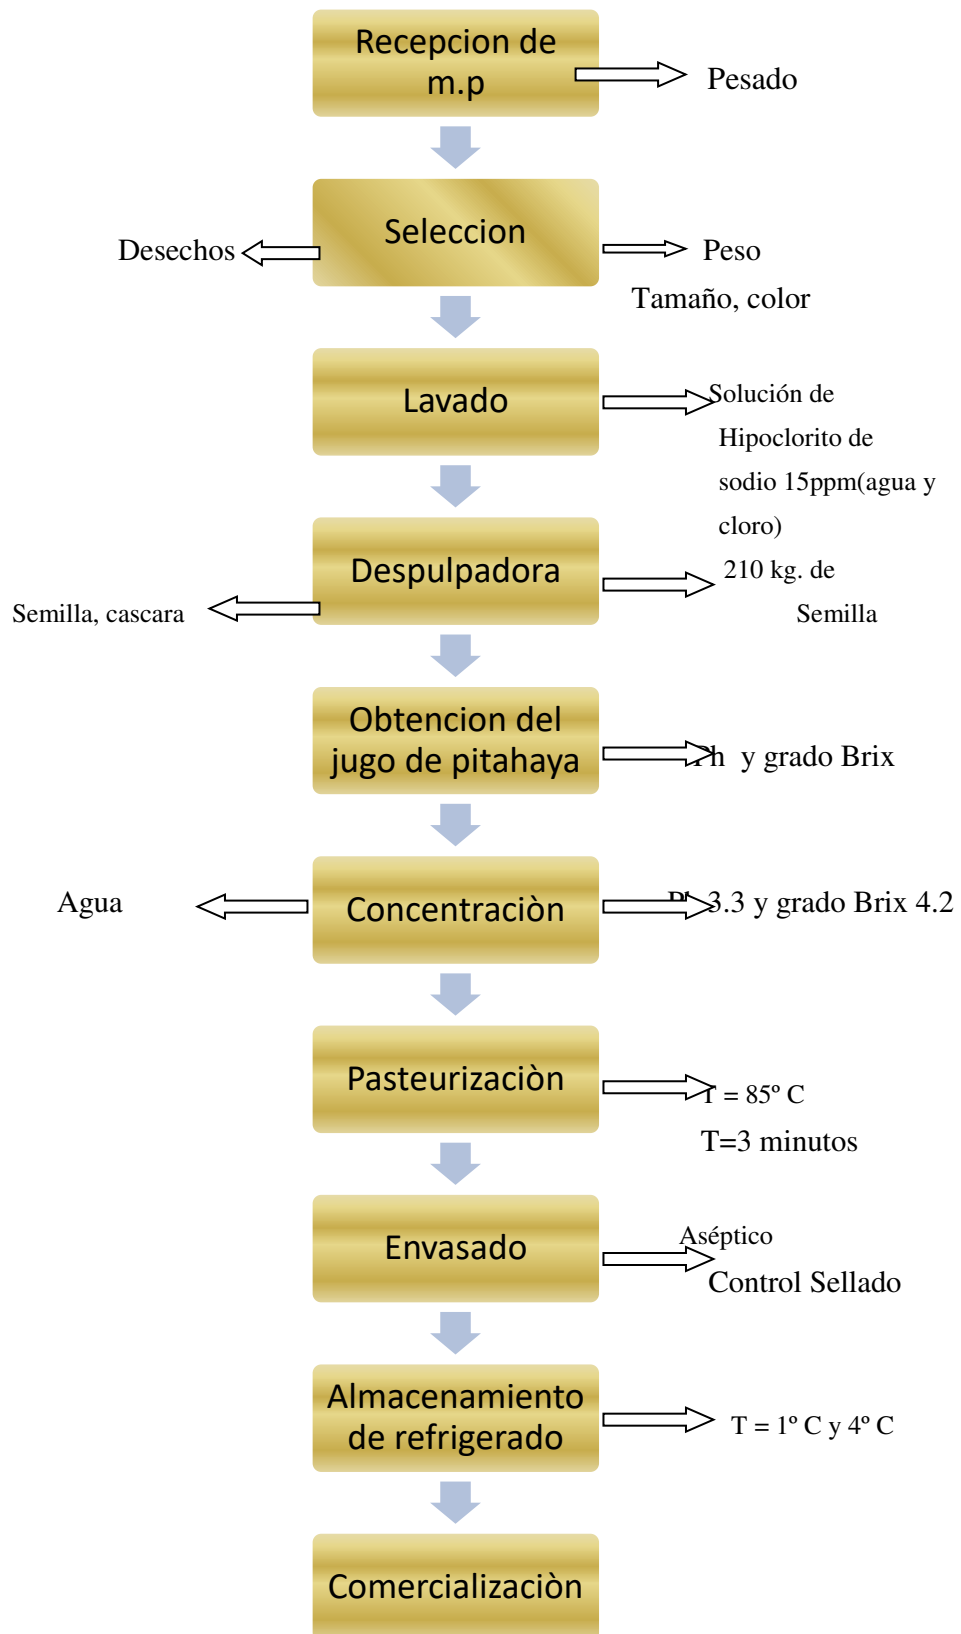 Recepcion de
m.p
Pesado
Seleccion
Desechos
Peso
Tamaño, color
Lavado
Solución de
Hipoclorito de
sodio 15ppm(agua y
cloro)
Despulpadora
210 kg. de
Semilla
Semilla, cascara
Obtencion del
jugo de pitahaya
Ph y grado Brix
Agua
Concentraciòn
Ph 3.3 y grado Brix 4.2
Pasteurizaciòn
T = 85º C
T=3 minutos
Envasado
Aséptico
Control Sellado
Almacenamiento
de refrigerado
T = 1º C y 4º C
Comercializaciòn